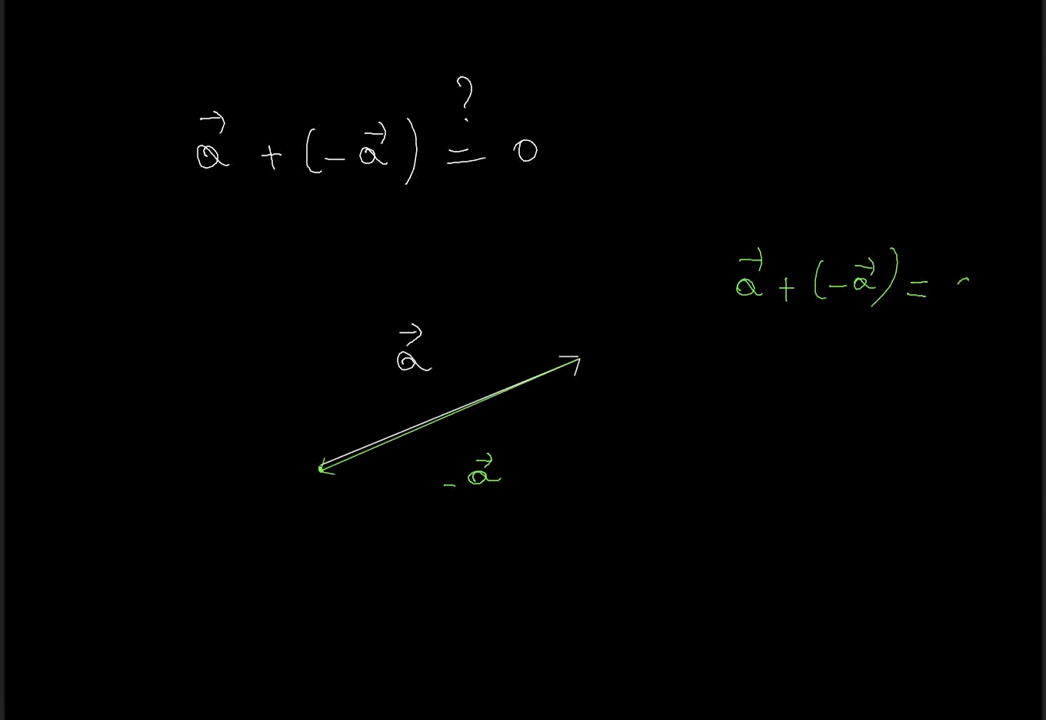 ?
a⃗ + (-a⃗) = 0
a⃗ + (-a⃗) =
a⃗
-a⃗